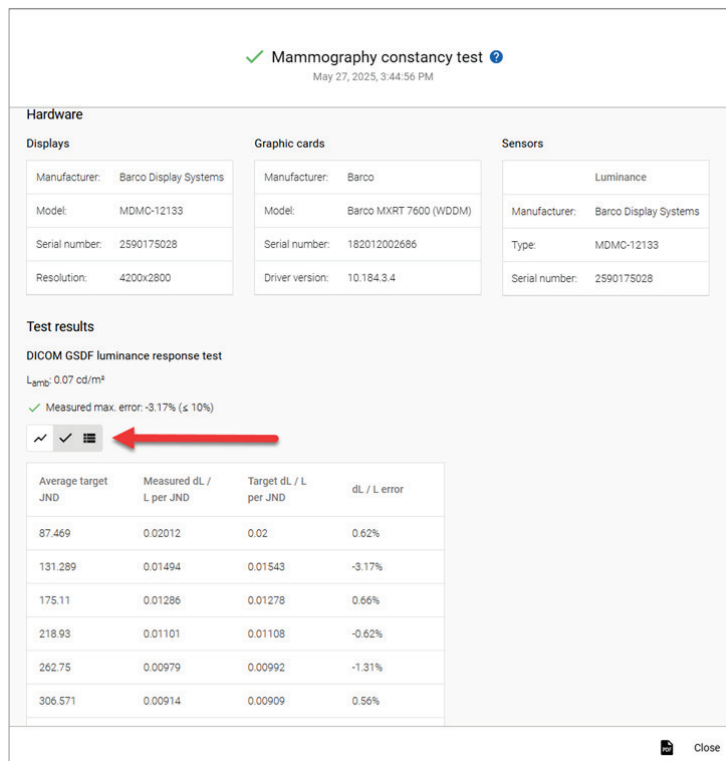 Mammography constancy test
May 27, 2025, 3:44:56 PM
Hardware
Displays
Manufacturer: Barco Display Systems
Model: MDMC-12133
Serial number: 2590175028
Resolution: 4200x2800
Graphic cards
Manufacturer: Barco
Model: Barco MXRT 7600 (WDDM)
Serial number: 182012002686
Driver version: 10.184.3.4
Sensors
Luminance
Manufacturer: Barco Display Systems
Type: MDMC-12133
Serial number: 2590175028
Test results
DICOM GSDF luminance response test
Lamb: 0.07 cd/m²
Measured max. error: -3.17% (≤ 10%)
Average target JND Measured dL / L per JND Target dL / L per JND dL / L error
87.469 0.02012 0.02 0.62%
131.289 0.01494 0.01543 -3.17%
175.11 0.01286 0.01278 0.66%
218.93 0.01101 0.01108 -0.62%
262.75 0.00979 0.00992 -1.31%
306.571 0.00914 0.00909 0.56%
PDF Close